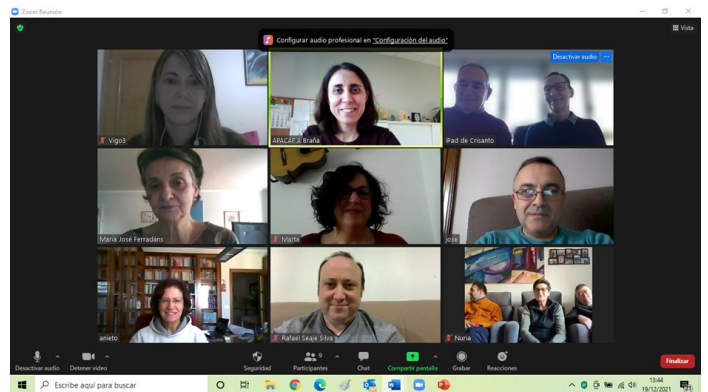 Zoom Reunión
Configurar audio profesional en "Configuración del audio"
Vista
Vigo3
APACAF A Braña
Desactivar audio
iPad de Crisanto
Maria José Ferradáns
Marta
jose
anieto
Rafael Seaje Silva
Nuria
Desactivar audio
Detener video
Seguridad
Participantes
9
Chat
Compartir pantalla
Grabar
Reacciones
Finalizar
Escribe aquí para buscar
13:44
19/12/2021